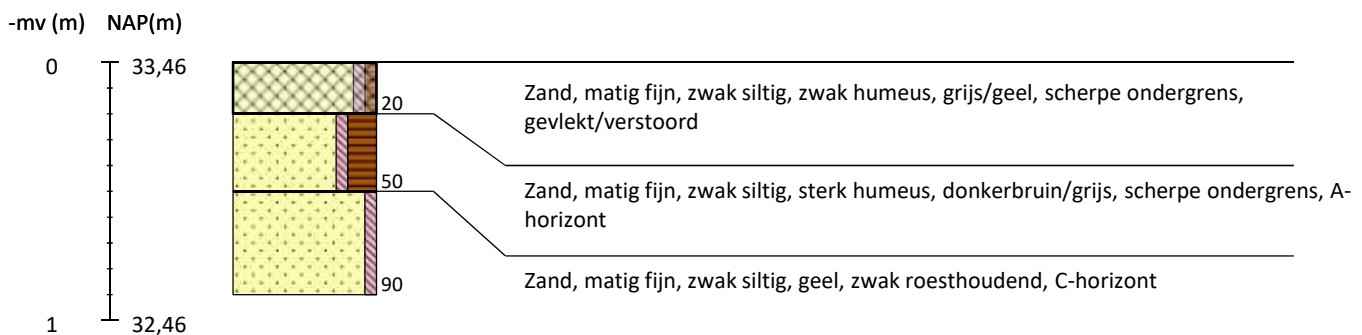 -mv (m) NAP(m)
0 33,46
Zand, matig fijn, zwak siltig, zwak humeus, grijs/geel, scherpe ondergrens,
gevlekt/verstoord
20
Zand, matig fijn, zwak siltig, sterk humeus, donkerbruin/grijs, scherpe ondergrens, A-
horizont
50
Zand, matig fijn, zwak siltig, geel, zwak roesthoudend, C-horizont
90
1 32,46